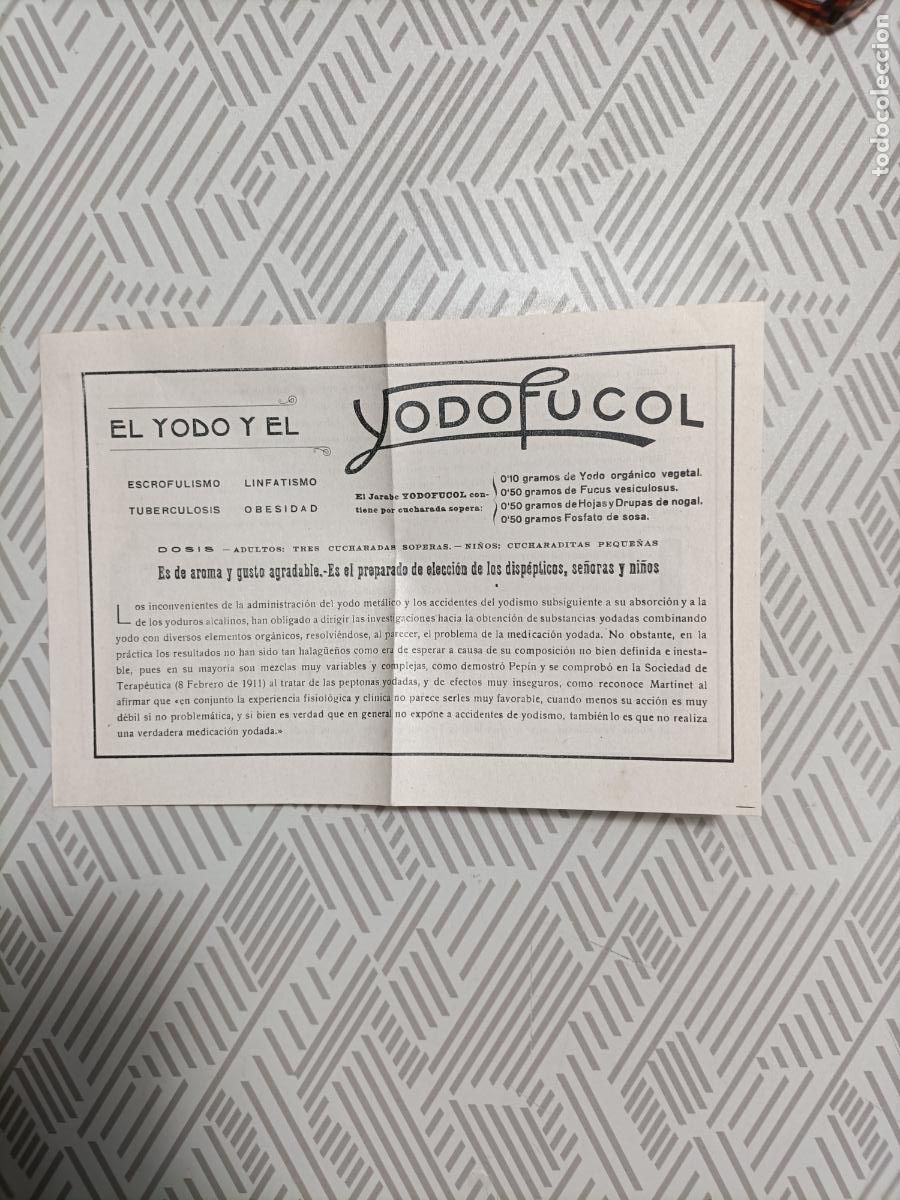 todocoleccion
EL YODO Y EL
YODOFUCOL
ESCROFULISMO LINFATISMO
TUBERCULOSIS OBESIDAD
El Jarabe YODOFUCOL con-
tiene por cucharada sopera:
0'10 gramos de Yodo orgánico vegetal.
0'50 gramos de Fucus vesiculosus.
0'50 gramos de Hojas y Drupas de nogal.
0'50 gramos Fosfato de sosa.
DOSIS — ADULTOS: TRES CUCHARADAS SOPERAS. — NIÑOS: CUCHARADITAS PEQUEÑAS
Es de aroma y gusto agradable.-Es el preparado de elección de los dispépticos, señoras y niños
Los inconvenientes de la administración del yodo metálico y los accidentes del yodismo subsiguiente a su absorción y a la
de los yoduros alcalinos, han obligado a dirigir las investigaciones hacia la obtención de substancias yodadas combinando
yodo con diversos elementos orgánicos, resolviéndose, al parecer, el problema de la medicación yodada. No obstante, en la
práctica los resultados no han sido tan halagüeños como era de esperar a causa de su composición no bien definida e inesta-
ble, pues en su mayoría son mezclas muy variables y complejas, como demostró Pepín y se comprobó en la Sociedad de
Terapéutica (8 Febrero de 1911) al tratar de las peptonas yodadas, y de efectos muy inseguros, como reconoce Martinet al
afirmar que «en conjunto la experiencia fisiológica y clínica no parece serles muy favorable, cuando menos su acción es muy
débil si no problemática, y si bien es verdad que en general no expone a accidentes de yodismo, también lo es que no realiza
una verdadera medicación yodada.»